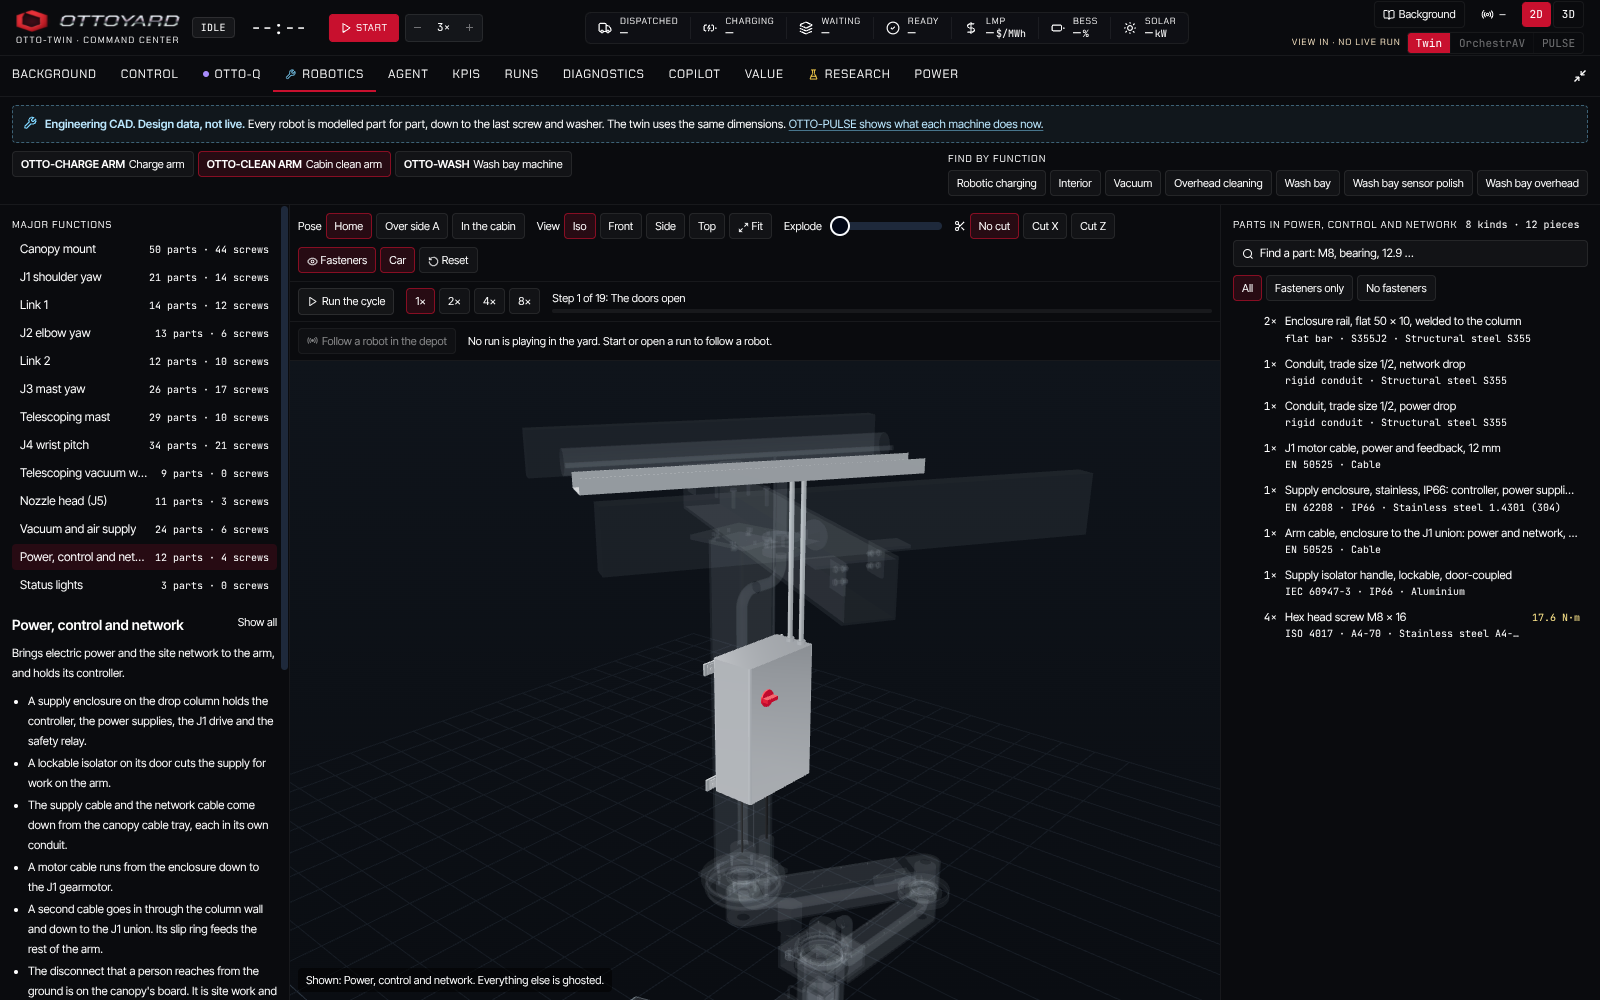 OTTOYARD
OTTO-TWIN · COMMAND CENTER
IDLE
--:--
START
− 3× +
DISPATCHED
—
CHARGING
—
WAITING
—
READY
—
LMP
—$/MWh
BESS
—%
SOLAR
—kW
Background
—
2D
3D
VIEW IN · NO LIVE RUN
Twin
OrchestrAV
PULSE
BACKGROUND
CONTROL
OTTO-Q
ROBOTICS
AGENT
KPIS
RUNS
DIAGNOSTICS
COPILOT
VALUE
RESEARCH
POWER
Engineering CAD. Design data, not live. Every robot is modelled part for part, down to the last screw and washer. The twin uses the same dimensions. OTTO-PULSE shows what each machine does now.
OTTO-CHARGE ARM Charge arm
OTTO-CLEAN ARM Cabin clean arm
OTTO-WASH Wash bay machine
FIND BY FUNCTION
Robotic charging
Interior
Vacuum
Overhead cleaning
Wash bay
Wash bay sensor polish
Wash bay overhead
MAJOR FUNCTIONS
Canopy mount 50 parts · 44 screws
J1 shoulder yaw 21 parts · 14 screws
Link 1 14 parts · 12 screws
J2 elbow yaw 13 parts · 6 screws
Link 2 12 parts · 10 screws
J3 mast yaw 26 parts · 17 screws
Telescoping mast 29 parts · 10 screws
J4 wrist pitch 34 parts · 21 screws
Telescoping vacuum w... 9 parts · 0 screws
Nozzle head (J5) 11 parts · 3 screws
Vacuum and air supply 24 parts · 6 screws
Power, control and net... 12 parts · 4 screws
Status lights 3 parts · 0 screws
Power, control and network Show all
Brings electric power and the site network to the arm,
and holds its controller.
• A supply enclosure on the drop column holds the
controller, the power supplies, the J1 drive and the
safety relay.
• A lockable isolator on its door cuts the supply for
work on the arm.
• The supply cable and the network cable come
down from the canopy cable tray, each in its own
conduit.
• A motor cable runs from the enclosure down to
the J1 gearmotor.
• A second cable goes in through the column wall
and down to the J1 union. Its slip ring feeds the
rest of the arm.
• The disconnect that a person reaches from the
ground is on the canopy's board. It is site work and
Pose Home Over side A In the cabin View Iso Front Side Top Fit Explode No cut Cut X Cut Z
Fasteners Car Reset
Run the cycle 1× 2× 4× 8× Step 1 of 19: The doors open
Follow a robot in the depot No run is playing in the yard. Start or open a run to follow a robot.
Shown: Power, control and network. Everything else is ghosted.
PARTS IN POWER, CONTROL AND NETWORK 8 kinds · 12 pieces
Find a part: M8, bearing, 12.9 ...
All Fasteners only No fasteners
2× Enclosure rail, flat 50 × 10, welded to the column
flat bar · S355J2 · Structural steel S355
1× Conduit, trade size 1/2, network drop
rigid conduit · Structural steel S355
1× Conduit, trade size 1/2, power drop
rigid conduit · Structural steel S355
1× J1 motor cable, power and feedback, 12 mm
EN 50525 · Cable
1× Supply enclosure, stainless, IP66: controller, power suppli...
EN 62208 · IP66 · Stainless steel 1.4301 (304)
1× Arm cable, enclosure to the J1 union: power and network, ...
EN 50525 · Cable
1× Supply isolator handle, lockable, door-coupled
IEC 60947-3 · IP66 · Aluminium
4× Hex head screw M8 × 16 17.6 N·m
ISO 4017 · A4-70 · Stainless steel A4-…